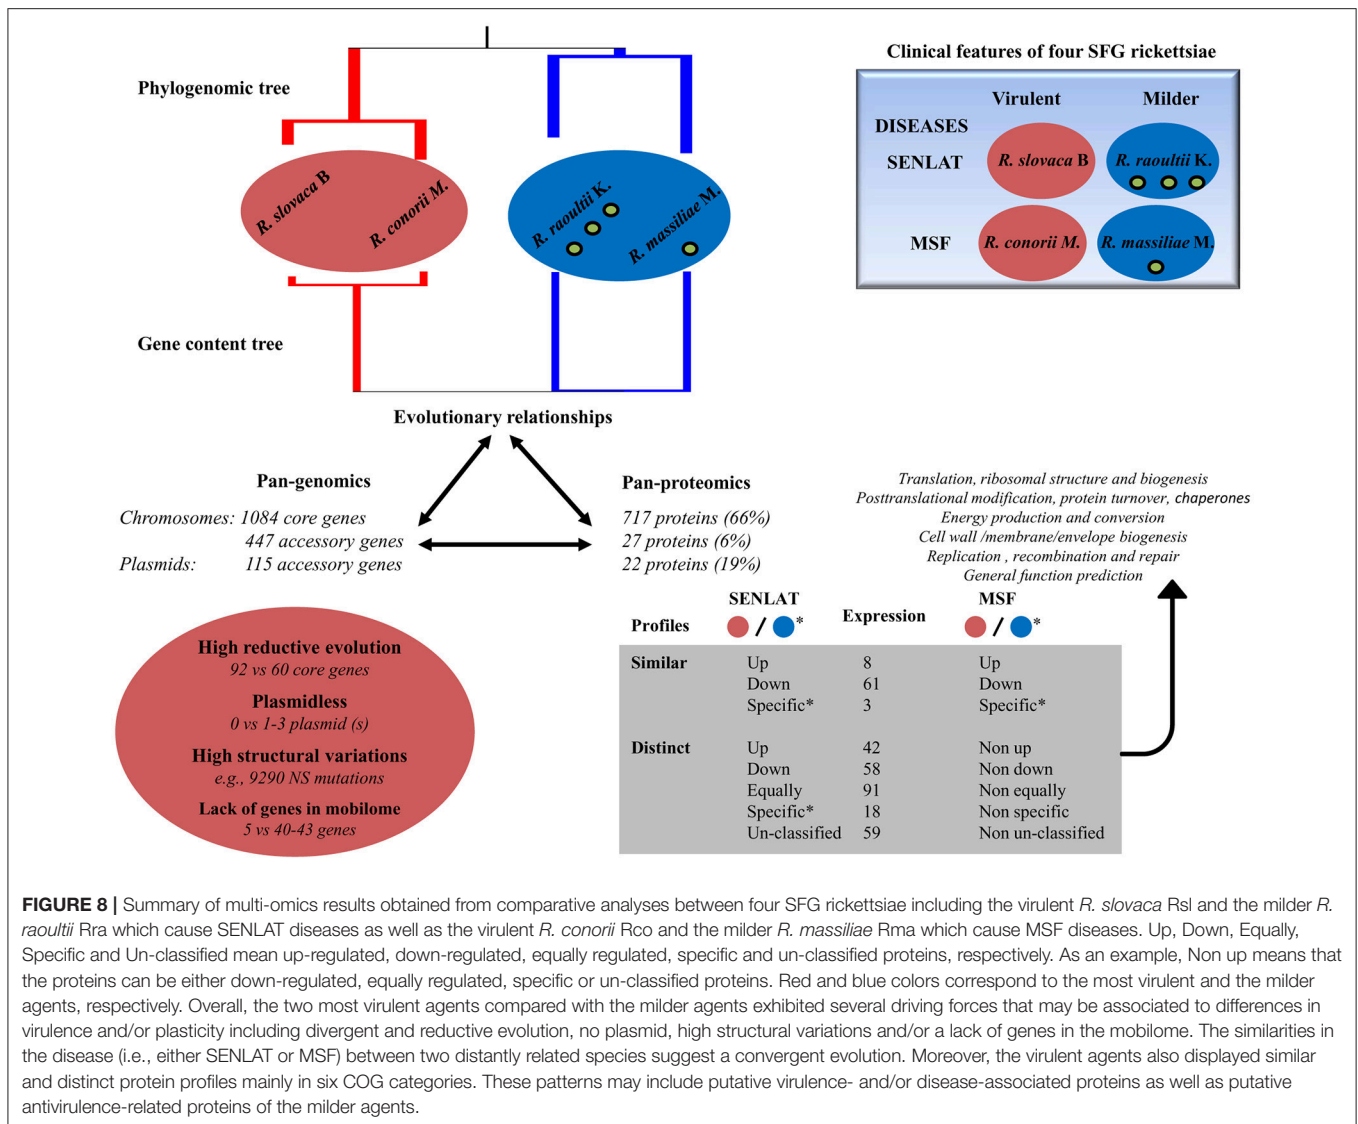 Phylogenomic tree
R. slovaca B
R. conorii M.
R. raoultii K.
R. massiliae M.
Gene content tree
Clinical features of four SFG rickettsiae
Virulent Milder
DISEASES
SENLAT R. slovaca B R. raoultii K.
MSF R. conorii M. R. massiliae M.
Evolutionary relationships
Pan-genomics Pan-proteomics
Chromosomes: 1084 core genes 717 proteins (66%)
447 accessory genes 27 proteins (6%)
Plasmids: 115 accessory genes 22 proteins (19%)
Translation, ribosomal structure and biogenesis
Posttranslational modification, protein turnover, chaperones
Energy production and conversion
Cell wall /membrane/envelope biogenesis
Replication , recombination and repair
General function prediction
High reductive evolution
92 vs 60 core genes
Plasmidless
0 vs 1-3 plasmid (s)
High structural variations
e.g., 9290 NS mutations
Lack of genes in mobilome
5 vs 40-43 genes
SENLAT MSF
Profiles / * Expression / *
Similar Up 8 Up
Down 61 Down
Specific* 3 Specific*
Distinct Up 42 Non up
Down 58 Non down
Equally 91 Non equally
Specific* 18 Non specific
Un-classified 59 Non un-classified
FIGURE 8 | Summary of multi-omics results obtained from comparative analyses between four SFG rickettsiae including the virulent R. slovaca Rsl and the milder R.
raoultii Rra which cause SENLAT diseases as well as the virulent R. conorii Rco and the milder R. massiliae Rma which cause MSF diseases. Up, Down, Equally,
Specific and Un-classified mean up-regulated, down-regulated, equally regulated, specific and un-classified proteins, respectively. As an example, Non up means that
the proteins can be either down-regulated, equally regulated, specific or un-classified proteins. Red and blue colors correspond to the most virulent and the milder
agents, respectively. Overall, the two most virulent agents compared with the milder agents exhibited several driving forces that may be associated to differences in
virulence and/or plasticity including divergent and reductive evolution, no plasmid, high structural variations and/or a lack of genes in the mobilome. The similarities in
the disease (i.e., either SENLAT or MSF) between two distantly related species suggest a convergent evolution. Moreover, the virulent agents also displayed similar
and distinct protein profiles mainly in six COG categories. These patterns may include putative virulence- and/or disease-associated proteins as well as putative
antivirulence-related proteins of the milder agents.